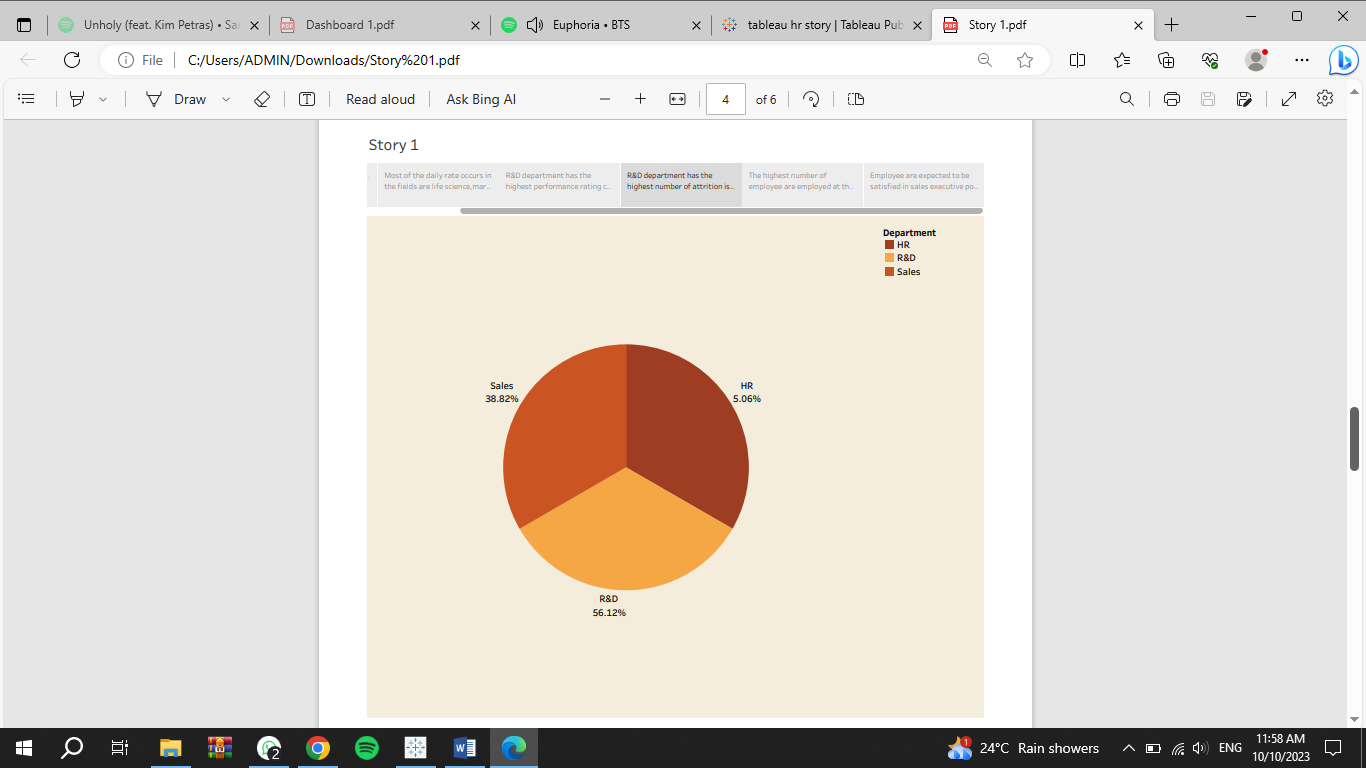 Unholy (feat. Kim Petras) • Sa
Dashboard 1.pdf
Euphoria • BTS
tableau hr story | Tableau Pub
Story 1.pdf
File
C:/Users/ADMIN/Downloads/Story%201.pdf
Draw
Read aloud
Ask Bing AI
4
of 6
Story 1
Most of the daily rate occurs in
the fields are life science,mar..
R&D department has the
highest performance rating c..
R&D department has the
highest number of attrition is..
The highest number of
employee are employed at th..
Employee are expected to be
satisfied in sales executive po..
Department
HR
R&D
Sales
Sales
38.82%
HR
5.06%
R&D
56.12%
2
1
24°C Rain showers
ENG
11:58 AM
10/10/2023